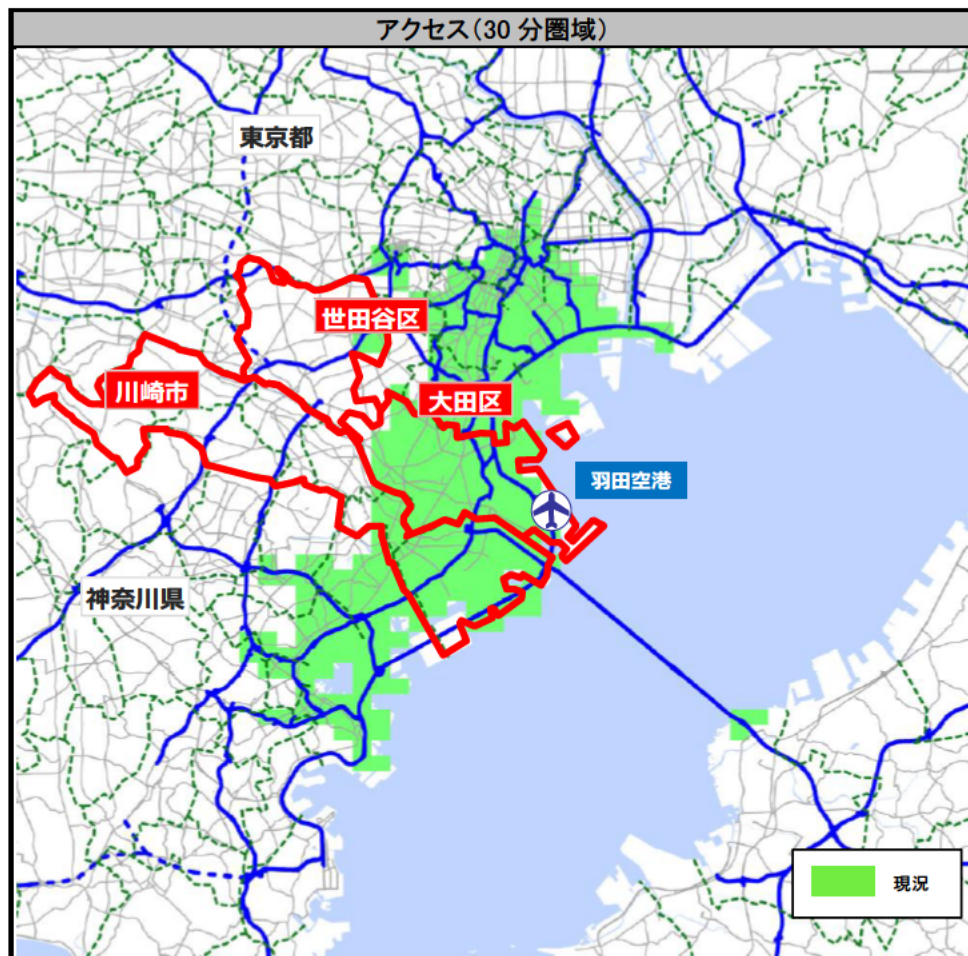 アクセス(30 分圏域)
東京都
世田谷区
川崎市
大田区
羽田空港
神奈川県
現況